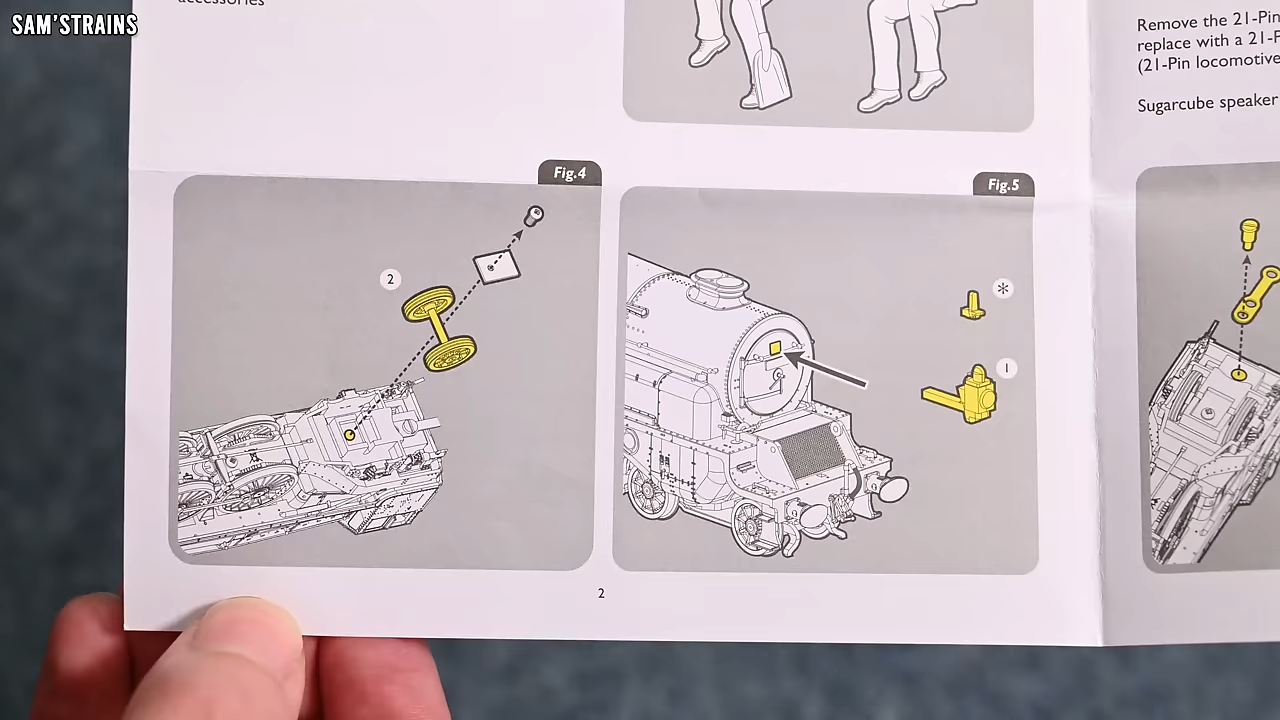 SAM'STRAINS
accessories
Remove the 21-Pin
replace with a 21-P
(21-Pin locomotive
Sugarcube speaker
Fig.4
2
Fig.5
*
1
2